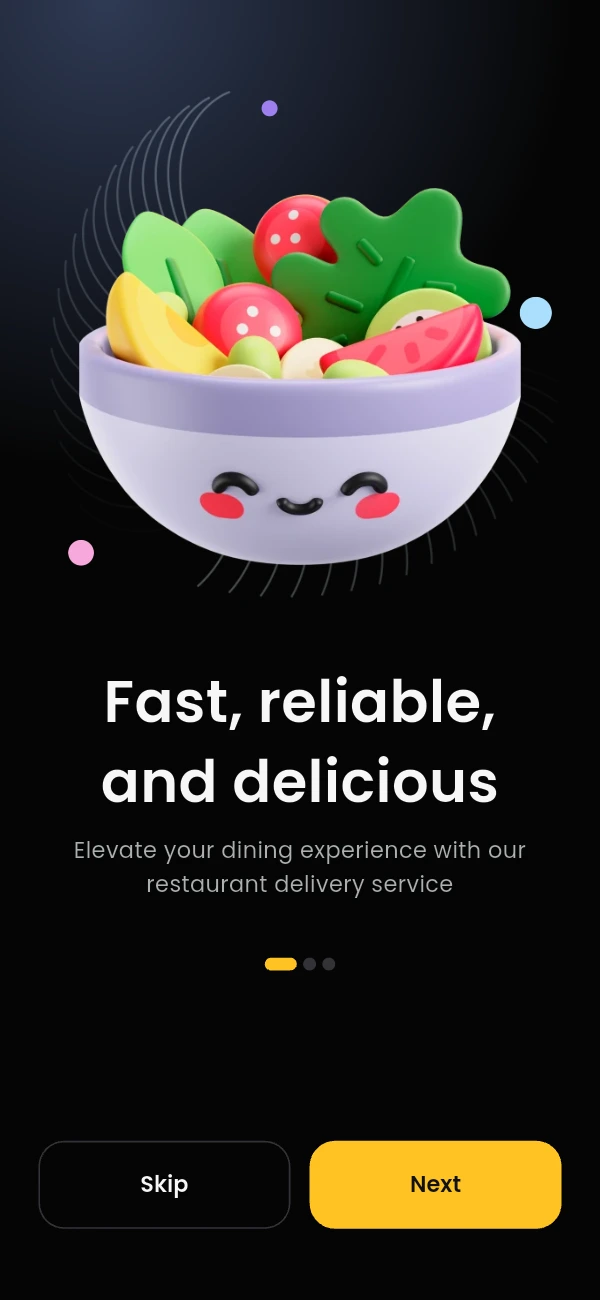 Fast, reliable,
and delicious
Elevate your dining experience with our
restaurant delivery service
Skip
Next